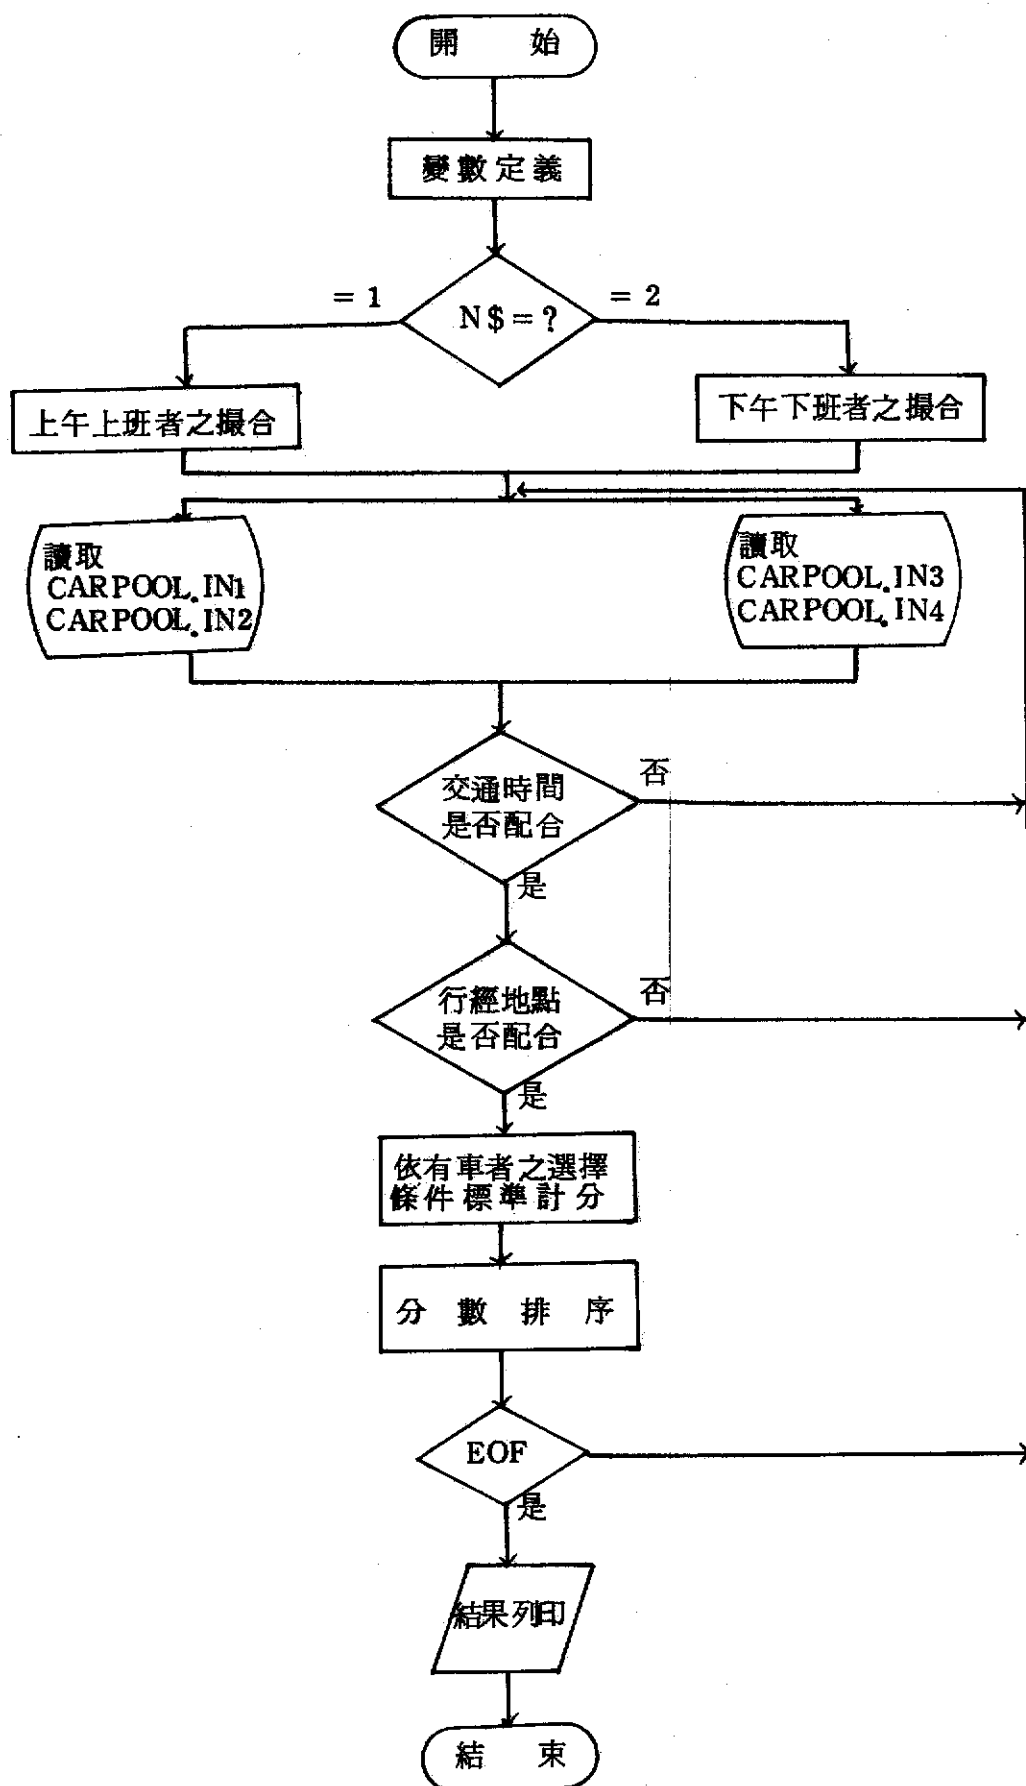 開 始
變數定義
= 1
N$=?
= 2
上午上班者之撮合
下午下班者之撮合
讀取
CARPOOL.IN1
CARPOOL.IN2
讀取
CARPOOL.IN3
CARPOOL.IN4
交通時間
是否配合
否
是
行經地點
是否配合
否
是
依有車者之選擇
條件標準計分
分數排序
EOF
是
結果列印
結 束